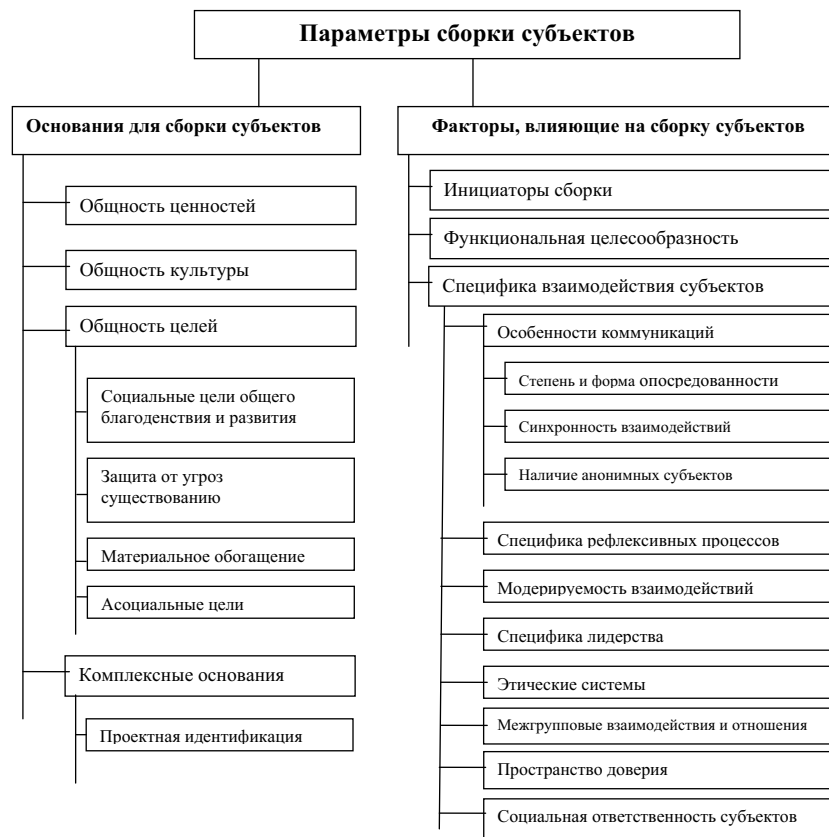 Параметры сборки субъектов
Основания для сборки субъектов
Общность ценностей
Общность культуры
Общность целей
Социальные цели общего
благоденствия и развития
Защита от угроз
существованию
Материальное обогащение
Асоциальные цели
Комплексные основания
Проектная идентификация
Факторы, влияющие на сборку субъектов
Инициаторы сборки
Функциональная целесообразность
Специфика взаимодействия субъектов
Особенности коммуникаций
Степень и форма опосредованности
Синхронность взаимодействий
Наличие анонимных субъектов
Специфика рефлексивных процессов
Модерируемость взаимодействий
Специфика лидерства
Этические системы
Межгрупповые взаимодействия и отношения
Пространство доверия
Социальная ответственность субъектов